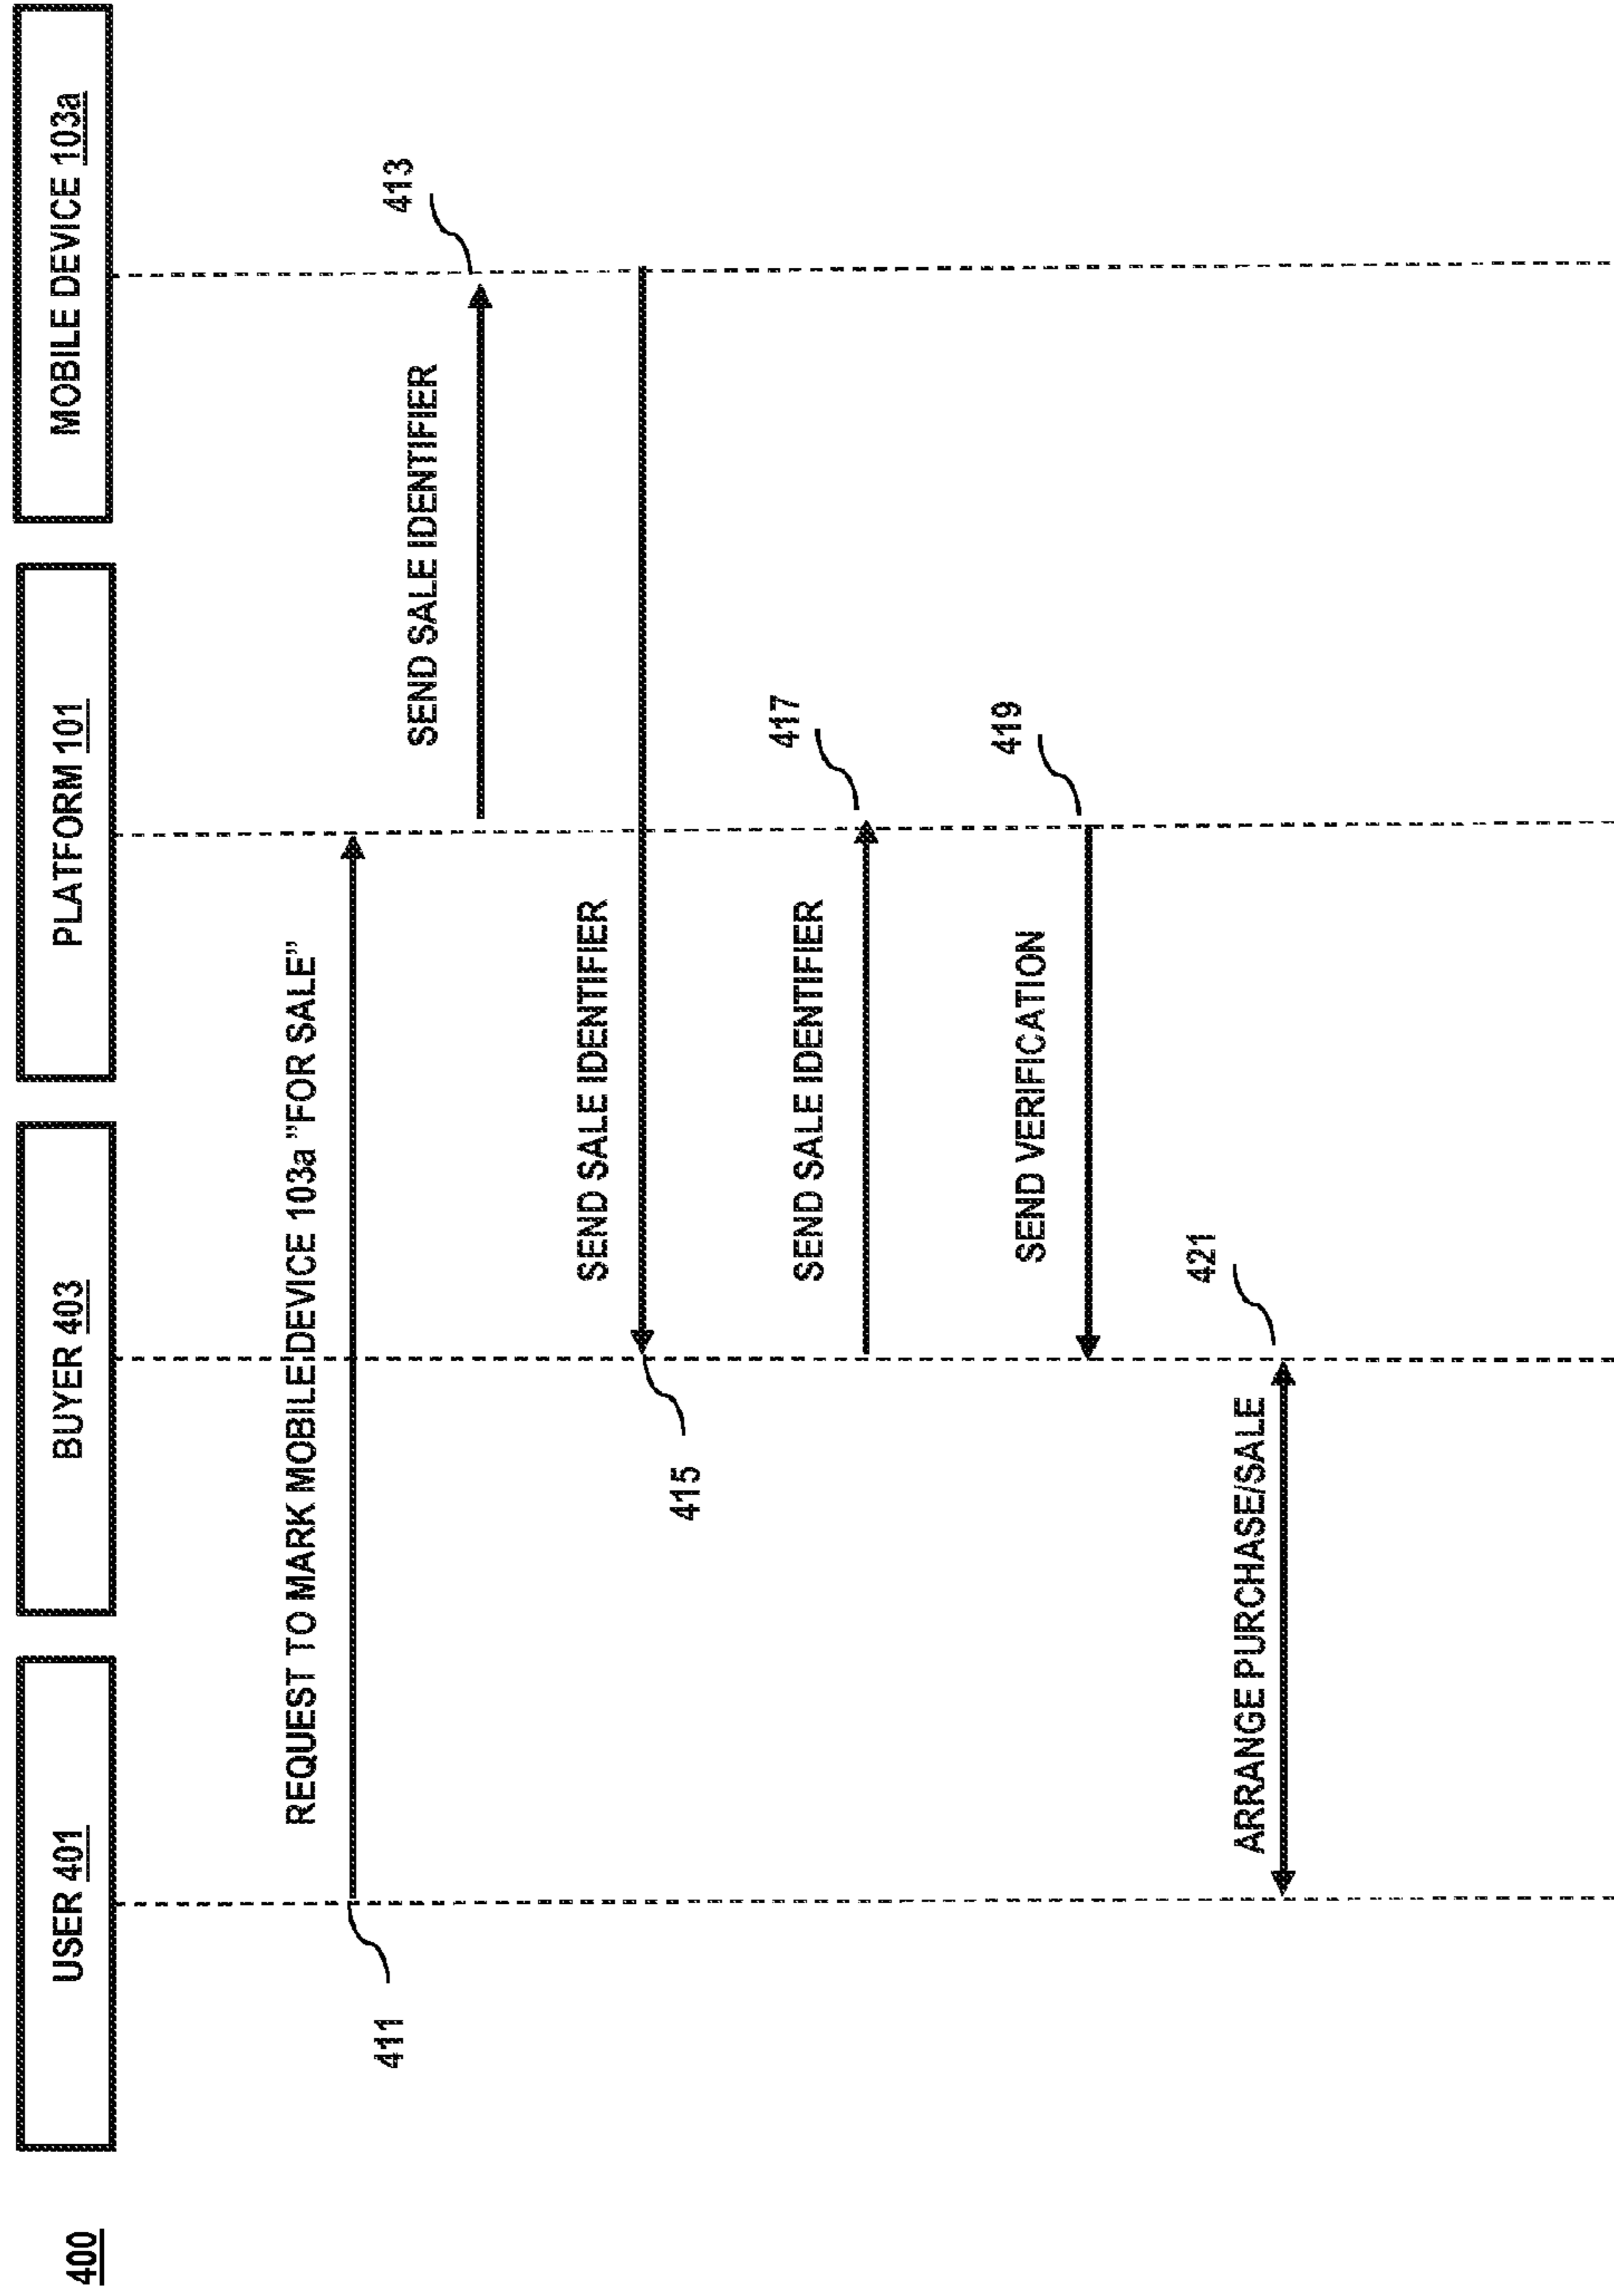 400
USER 401
BUYER 403
PLATFORM 101
MOBILE DEVICE 103a
411
REQUEST TO MARK MOBILE DEVICE 103a "FOR SALE"
SEND SALE IDENTIFIER
413
SEND SALE IDENTIFIER
415
SEND SALE IDENTIFIER
417
SEND VERIFICATION
419
ARRANGE PURCHASE/SALE
421